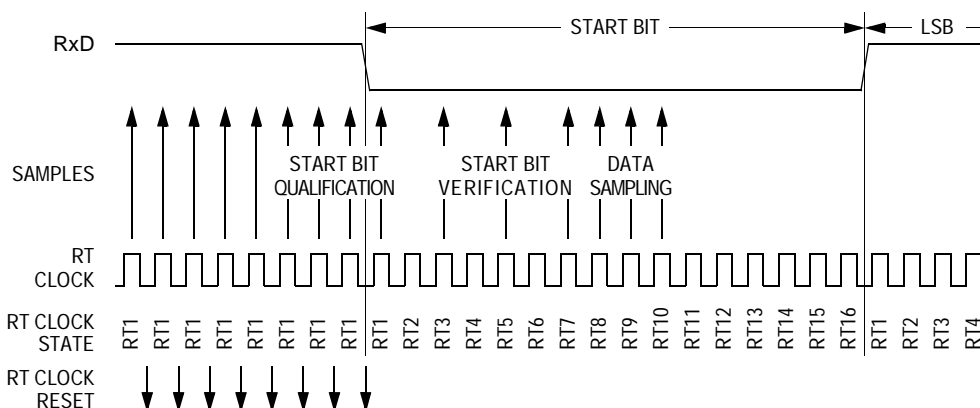 START BIT
LSB
RxD
SAMPLES
START BIT
QUALIFICATION
START BIT
VERIFICATION
DATA
SAMPLING
RT
CLOCK
RT CLOCK
STATE
RT1 RT1 RT1 RT1 RT1 RT1 RT1 RT1 RT1 RT2 RT3 RT4 RT5 RT6 RT7 RT8 RT9 RT10 RT11 RT12 RT13 RT14 RT15 RT16 RT1 RT2 RT3 RT4
RT CLOCK
RESET